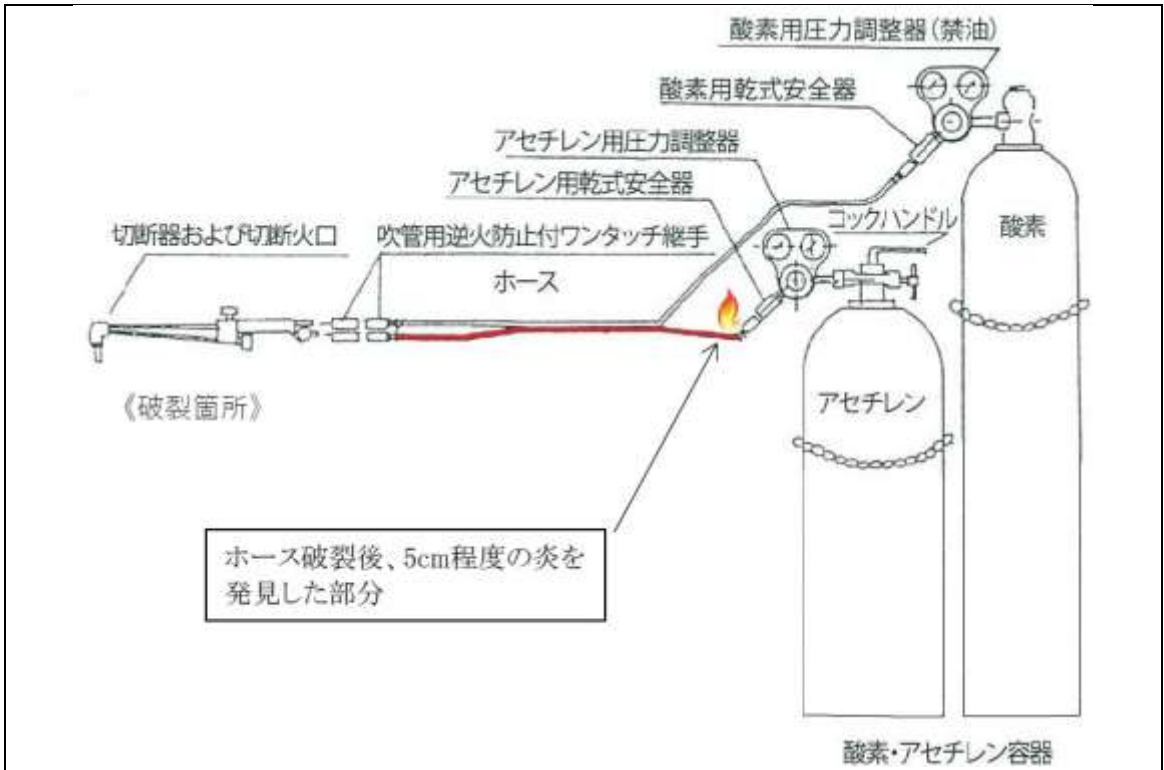 酸素用圧力調整器(禁油)
酸素用乾式安全器
アセチレン用圧力調整器
アセチレン用乾式安全器
コックハンドル
酸素
切断器および切断火口
吹管用逆火防止付ワンタッチ継手
ホース
アセチレン
《破裂箇所》
ホース破裂後、5cm程度の炎を
発見した部分
酸素・アセチレン容器